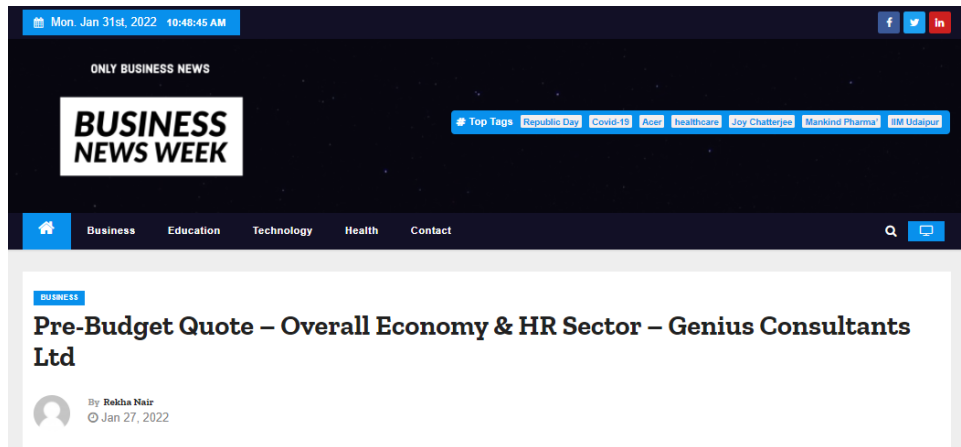 Mon. Jan 31st, 2022 10:48:45 AM
ONLY BUSINESS NEWS
BUSINESS
NEWS WEEK
# Top Tags Republic Day Covid-19 Acer healthcare Joy Chatterjee Mankind Pharma' IIM Udaipur
Business Education Technology Health Contact
BUSINESS
Pre-Budget Quote – Overall Economy & HR Sector – Genius Consultants
Ltd
By Rekha Nair
Jan 27, 2022